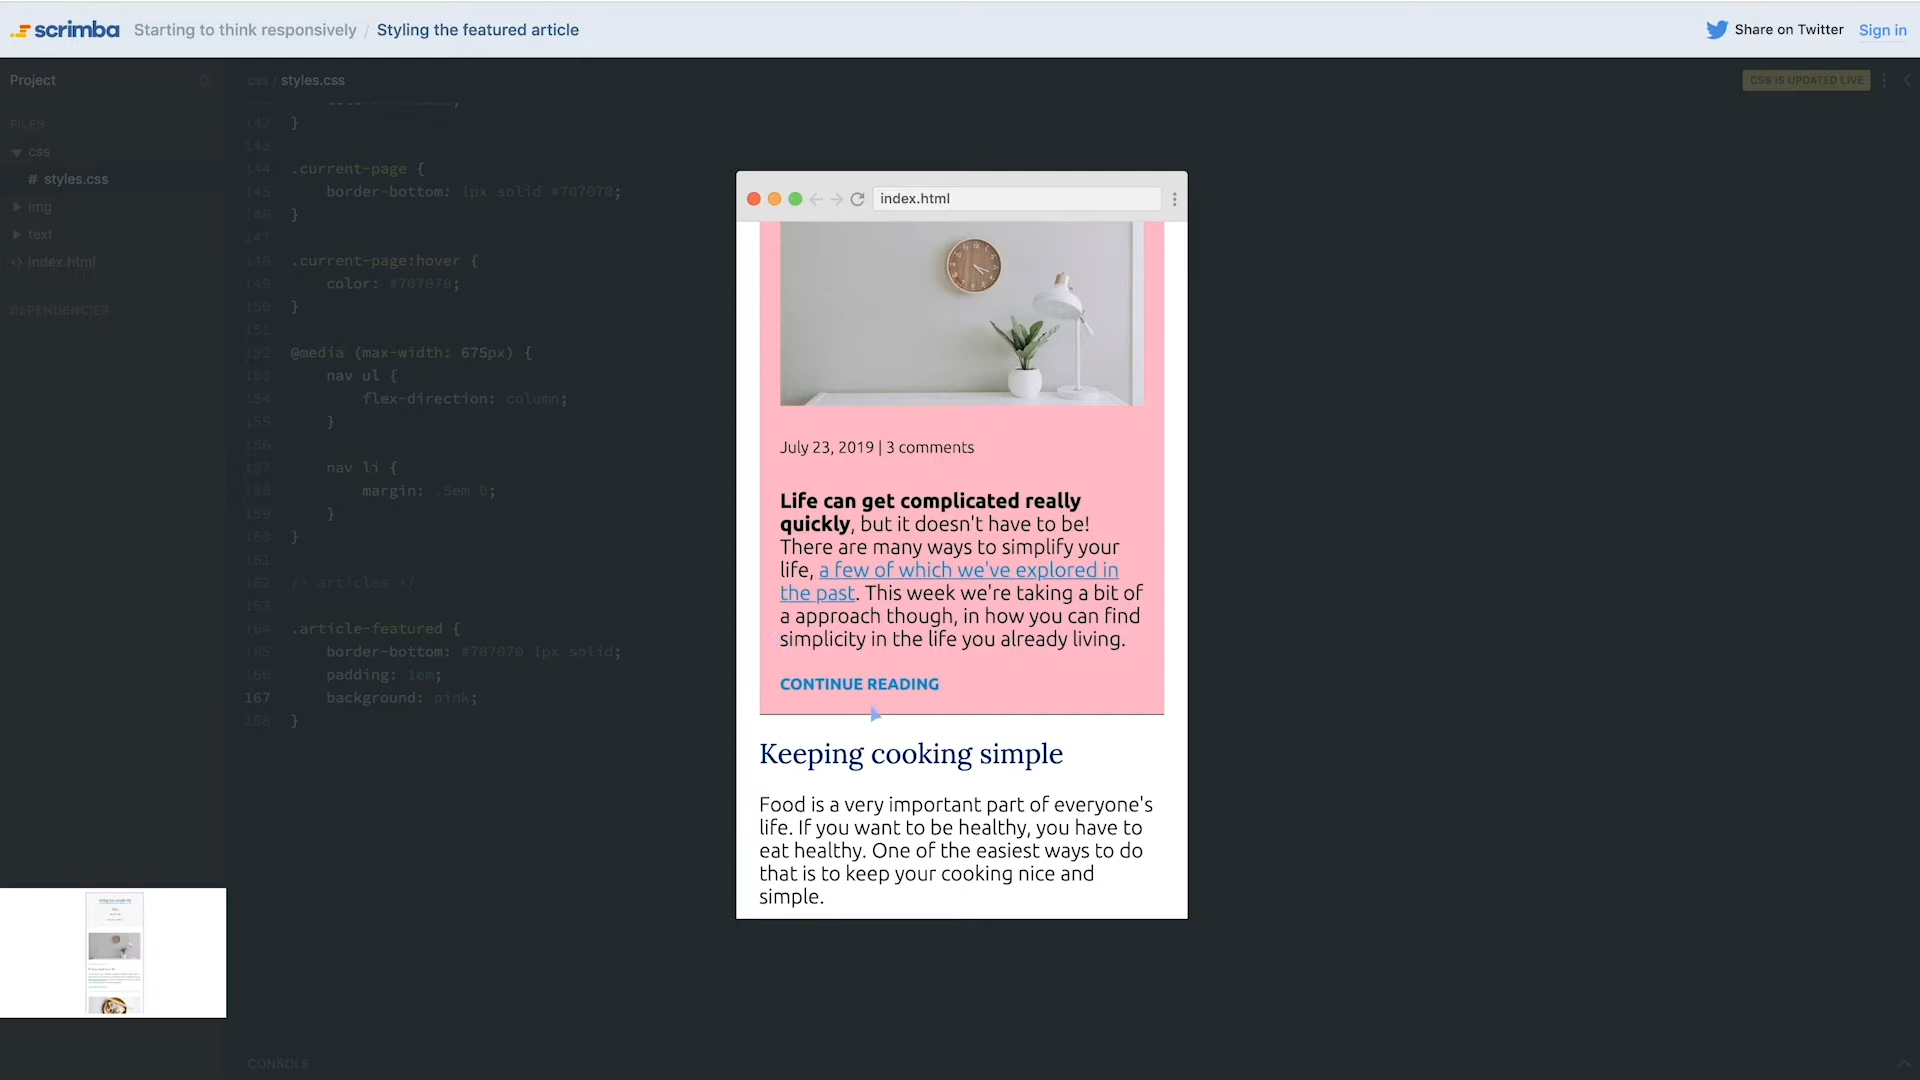 scrimba Starting to think responsively / Styling the featured article
Share on Twitter Sign in
Project
css / styles.css
CSS IS UPDATED LIVE
FILES
css
# styles.css
img
text
index.html
DEPENDENCIES
142 }
143
144 .current-page {
145 border-bottom: 1px solid #707070;
146 }
147
148 .current-page:hover {
149 color: #707070;
150 }
151
152 @media (max-width: 675px) {
153 nav ul {
154 flex-direction: column;
155 }
156
157 nav li {
158 margin: .5em 0;
159 }
160 }
161
162 /* articles */
163
164 .article-featured {
165 border-bottom: #707070 1px solid;
166 padding: 1em;
167 background: pink;
168 }
index.html
July 23, 2019 | 3 comments
Life can get complicated really
quickly, but it doesn't have to be!
There are many ways to simplify your
life, a few of which we've explored in
the past. This week we're taking a bit of
a approach though, in how you can find
simplicity in the life you already living.
CONTINUE READING
Keeping cooking simple
Food is a very important part of everyone's
life. If you want to be healthy, you have to
eat healthy. One of the easiest ways to do
that is to keep your cooking nice and
simple.
CONSOLE